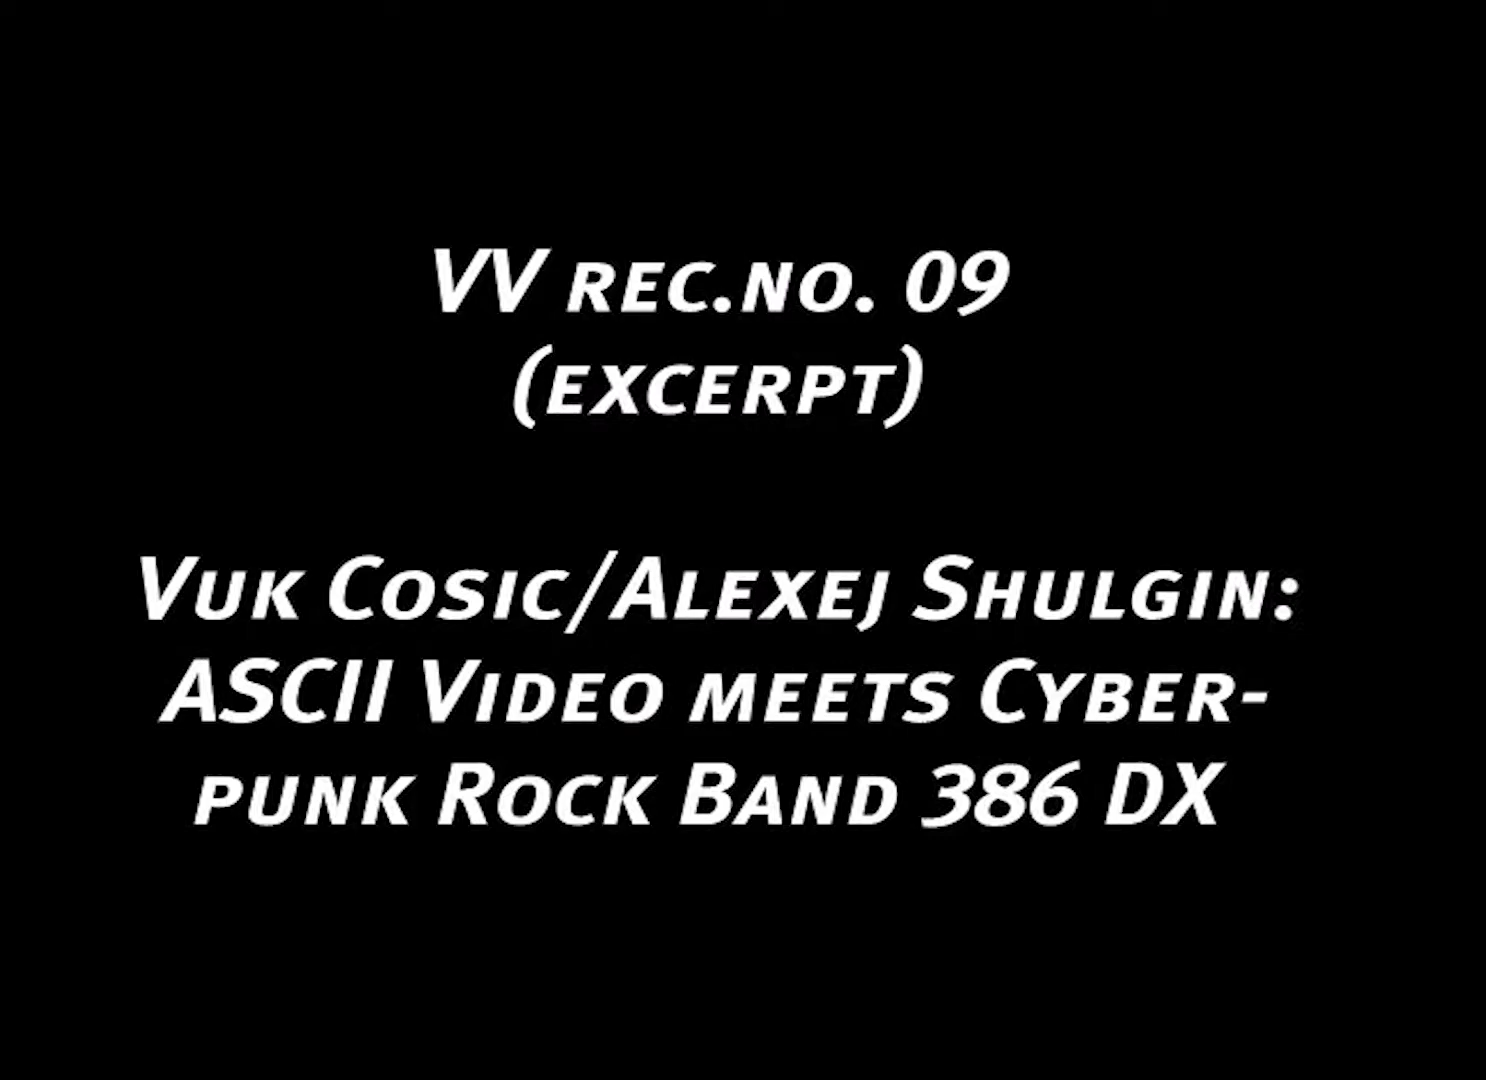 VV rec.no. 09
(excerpt)
Vuk Cosic/Alexej Shulgin:
ASCII Video meets Cyber-
punk Rock Band 386 DX